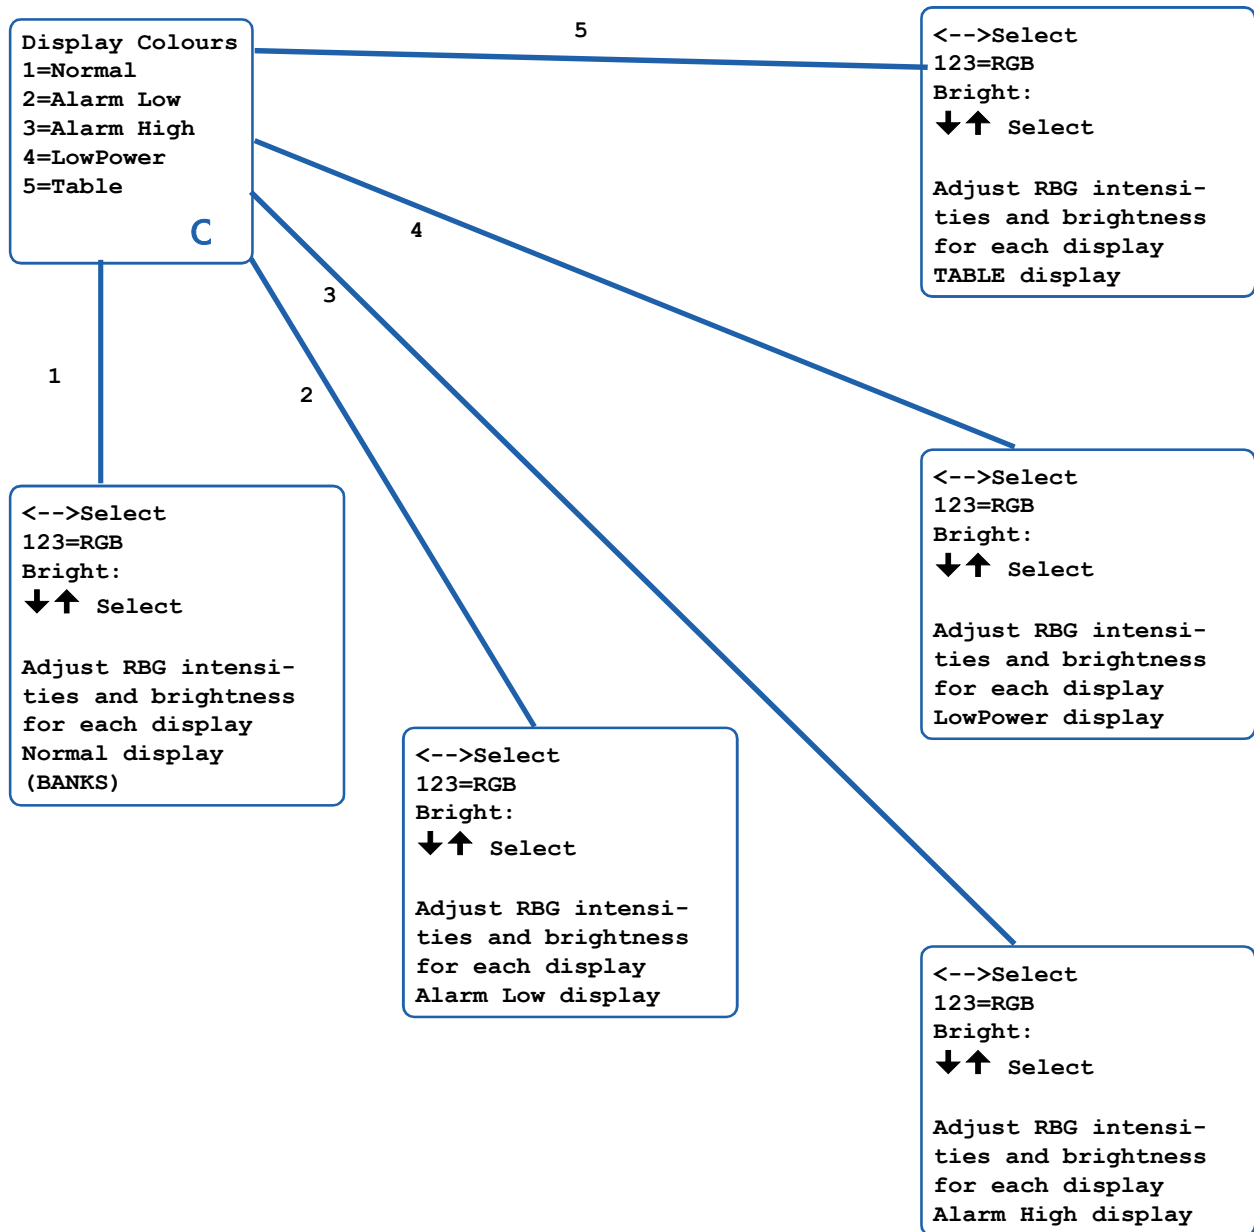 Display Colours
1=Normal
2=Alarm Low
3=Alarm High
4=LowPower
5=Table
C
5
<-->Select
123=RGB
Bright:
↓↑ Select
Adjust RBG intensi-
ties and brightness
for each display
TABLE display
4
3
1
2
<-->Select
123=RGB
Bright:
↓↑ Select
Adjust RBG intensi-
ties and brightness
for each display
Normal display
(BANKS)
<-->Select
123=RGB
Bright:
↓↑ Select
Adjust RBG intensi-
ties and brightness
for each display
LowPower display
<-->Select
123=RGB
Bright:
↓↑ Select
Adjust RBG intensi-
ties and brightness
for each display
Alarm Low display
<-->Select
123=RGB
Bright:
↓↑ Select
Adjust RBG intensi-
ties and brightness
for each display
Alarm High display